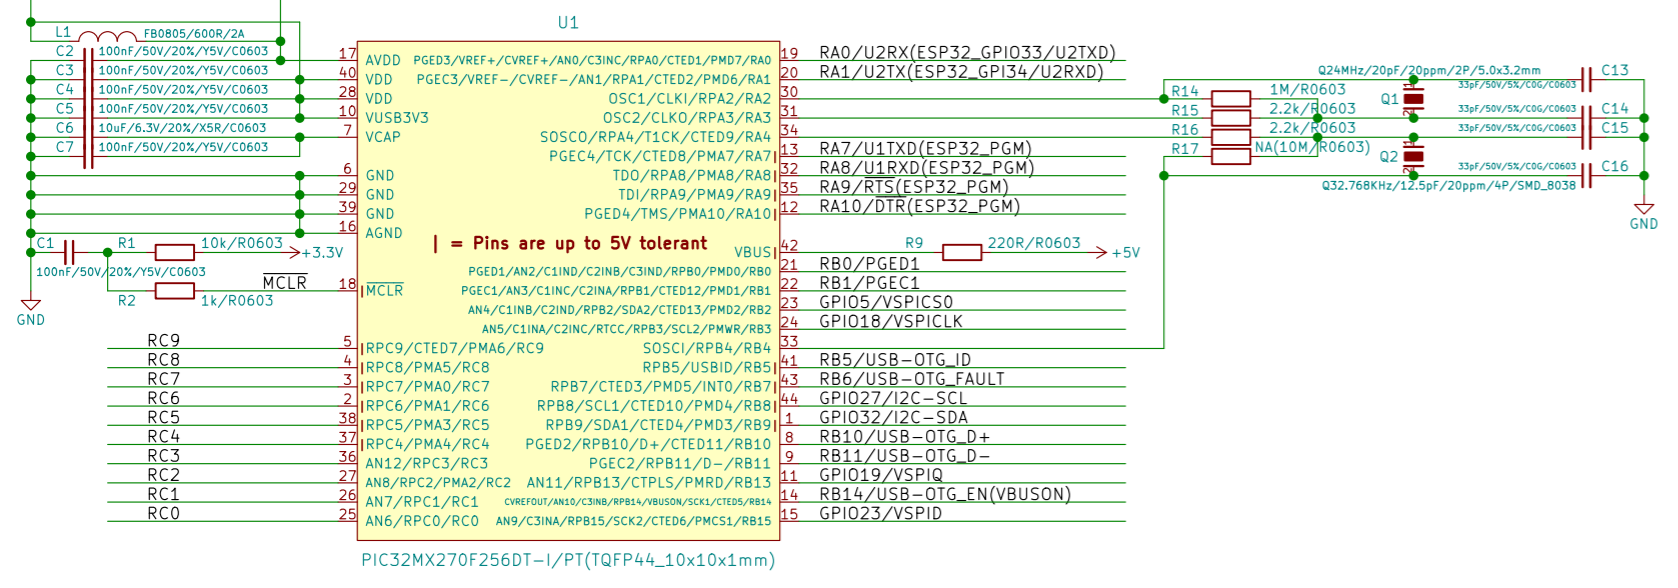 U1
L1 FB0805/600R/2A
C2 100nF/50V/20%/Y5V/C0603
C3 100nF/50V/20%/Y5V/C0603
C4 100nF/50V/20%/Y5V/C0603
C5 100nF/50V/20%/Y5V/C0603
C6 10uF/6.3V/20%/X5R/C0603
C7 100nF/50V/20%/Y5V/C0603
C1 100nF/50V/20%/Y5V/C0603
R1 10k/R0603 +3.3V
R2 1k/R0603 MCLR
GND
17 AVDD
40 VDD
28 VDD
10 VUSB3V3
7 VCAP
6 GND
29 GND
39 GND
16 AGND
| = Pins are up to 5V tolerant
18 MCLR
RC9 5 RPC9/CTED7/PMA6/RC9
RC8 4 RPC8/PMA5/RC8
RC7 3 RPC7/PMA0/RC7
RC6 2 RPC6/PMA1/RC6
RC5 38 RPC5/PMA3/RC5
RC4 37 RPC4/PMA4/RC4
RC3 36 AN12/RPC3/RC3
RC2 27 AN8/RPC2/PMA2/RC2
RC1 26 AN7/RPC1/RC1
RC0 25 AN6/RPC0/RC0
PGED3/VREF+/CVREF+/AN0/C3INC/RPA0/CTED1/PMD7/RA0 19 RA0/U2RX(ESP32_GPIO33/U2TXD)
PGEC3/VREF-/CVREF-/AN1/RPA1/CTED2/PMD6/RA1 20 RA1/U2TX(ESP32_GPI34/U2RXD)
OSC1/CLKI/RPA2/RA2 30
OSC2/CLKO/RPA3/RA3 31
SOSCO/RPA4/T1CK/CTED9/RA4 34
PGEC4/TCK/CTED8/PMA7/RA7 13 RA7/U1TXD(ESP32_PGM)
TDO/RPA8/PMA8/RA8 32 RA8/U1RXD(ESP32_PGM)
TDI/RPA9/PMA9/RA9 35 RA9/RTS(ESP32_PGM)
PGED4/TMS/PMA10/RA10 12 RA10/DTR(ESP32_PGM)
VBUS 42 R9 220R/R0603 +5V
PGED1/AN2/C1IND/C2INB/C3IND/RPB0/PMD0/RB0 21 RB0/PGED1
PGEC1/AN3/C1INC/C2INA/RPB1/CTED12/PMD1/RB1 22 RB1/PGEC1
AN4/C1INB/C2IND/RPB2/SDA2/CTED13/PMD2/RB2 23 GPIO5/VSPICS0
AN5/C1INA/C2INC/RTCC/RPB3/SCL2/PMWR/RB3 24 GPIO18/VSPICLK
SOSCI/RPB4/RB4 33
RPB5/USBID/RB5 41 RB5/USB-OTG_ID
RPB7/CTED3/PMD5/INT0/RB7 43 RB6/USB-OTG_FAULT
RPB8/SCL1/CTED10/PMD4/RB8 44 GPIO27/I2C-SCL
RPB9/SDA1/CTED4/PMD3/RB9 1 GPIO32/I2C-SDA
PGED2/RPB10/D+/CTED11/RB10 8 RB10/USB-OTG_D+
PGEC2/RPB11/D-/RB11 9 RB11/USB-OTG_D-
AN11/RPB13/CTPLS/PMRD/RB13 11 GPIO19/VSPIQ
CVREFOUT/AN10/C3INB/RPB14/VBUSON/SCK1/CTED5/RB14 14 RB14/USB-OTG_EN(VBUSON)
AN9/C3INA/RPB15/SCK2/CTED6/PMCS1/RB15 15 GPIO23/VSPID
PIC32MX270F256DT-I/PT(TQFP44_10x10x1mm)
R14 1M/R0603
R15 2.2k/R0603
R16 2.2k/R0603
R17 NA(10M/R0603)
Q24MHz/20pF/20ppm/2P/5.0x3.2mm
Q1
Q2
Q32.768KHz/12.5pF/20ppm/4P/SMD_8038
33pF/50V/5%/C0G/C0603 C13
33pF/50V/5%/C0G/C0603 C14
33pF/50V/5%/C0G/C0603 C15
33pF/50V/5%/C0G/C0603 C16
GND